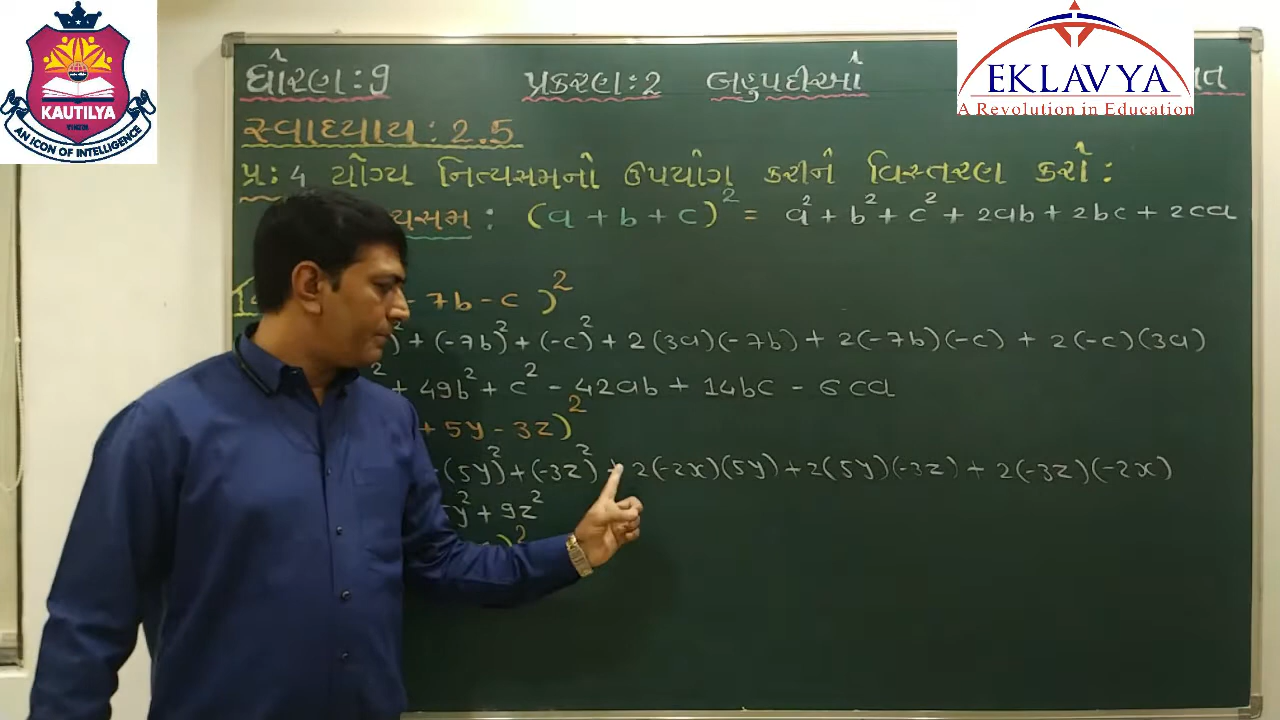 KAUTILYA
AN ICON OF INTELLIGENCE
EKLAVYA
A Revolution in Education
ધોરણ : 9 પ્રકરણ : 2 બહુપદીઓ
સ્વાધ્યાય : 2.5
પ્ર : 4 યોગ્ય નિત્યસમનો ઉપયોગ કરીને વિસ્તરણ કરો :
: (a + b + c)² = a² + b² + c² + 2ab + 2bc + 2ca
- 7b - c )²
)² + (-7b)² + (-c)² + 2(3a)(-7b) + 2(-7b)(-c) + 2(-c)(3a)
² + 49b² + c² - 42ab + 14bc - 6ca
+ 5y - 3z)²
(5y)² + (-3z)² + 2(-2x)(5y) + 2(5y)(-3z) + 2(-3z)(-2x)
y² + 9z²
)²